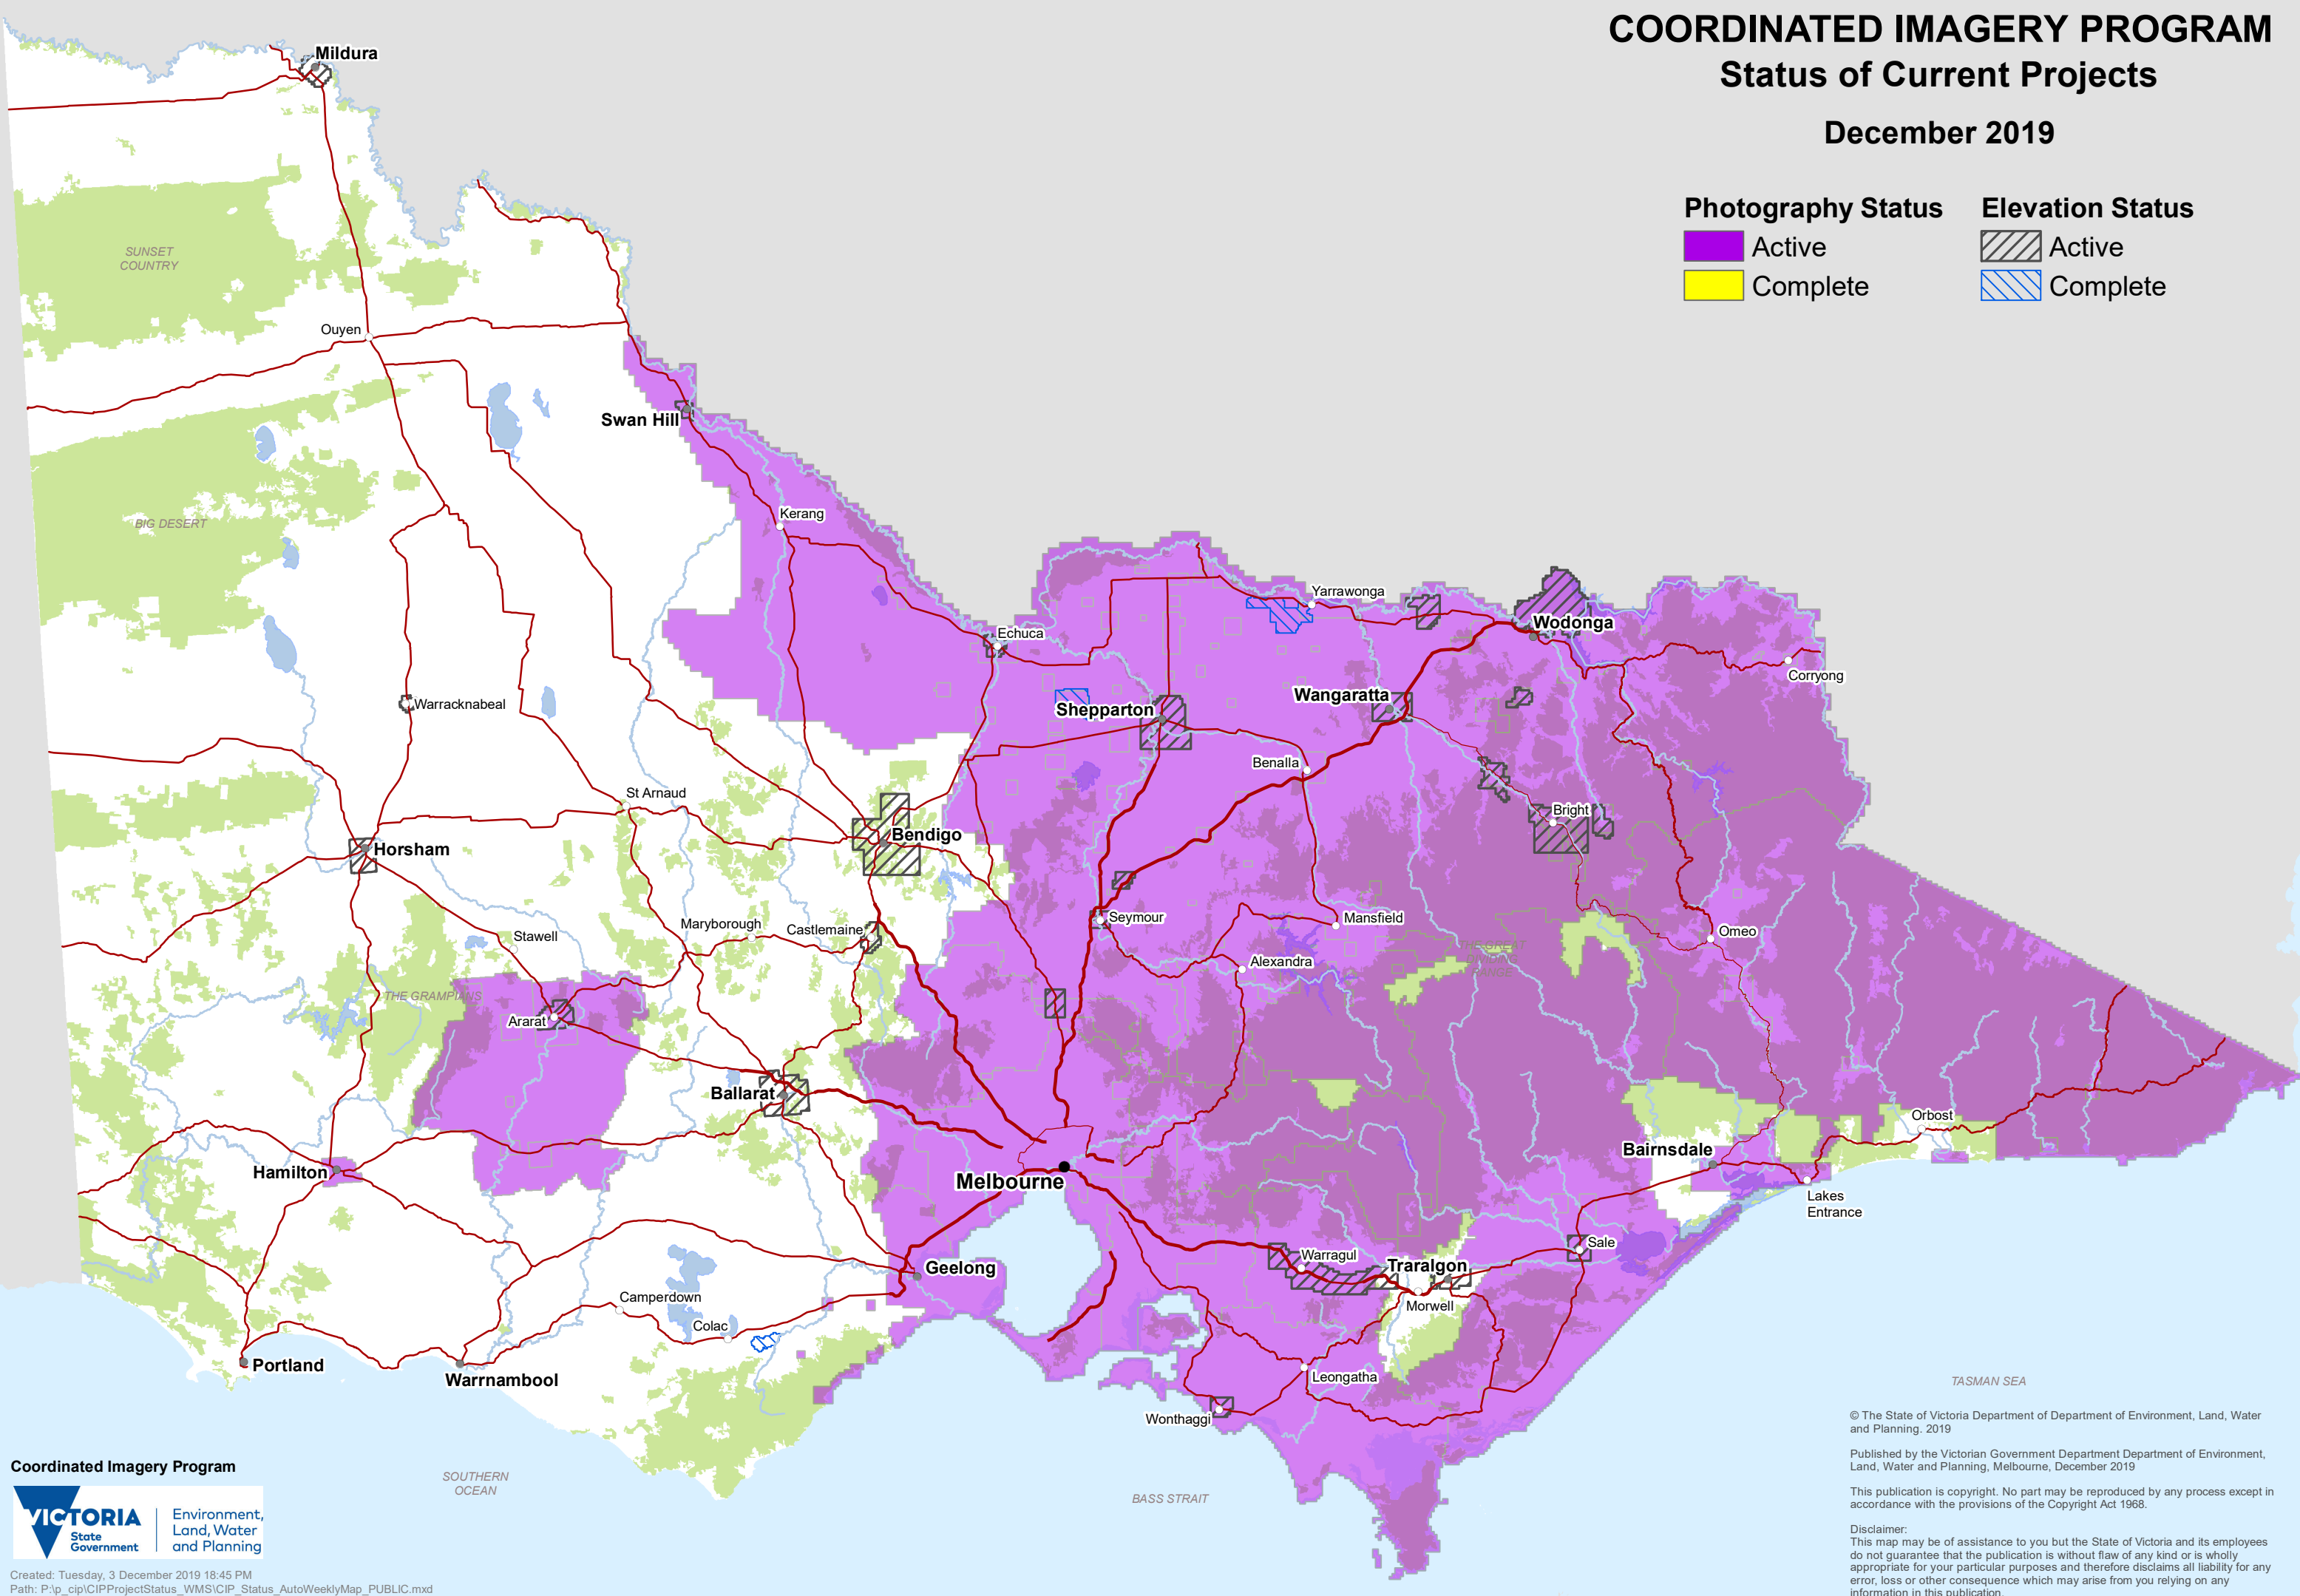 COORDINATED IMAGERY PROGRAM
Status of Current Projects
December 2019
Photography Status
Active
Complete
Elevation Status
Active
Complete
Mildura
SUNSET
COUNTRY
Ouyen
Swan Hill
BIG DESERT
Kerang
Yarrawonga
Echuca
Wodonga
Corryong
Warracknabeal
Shepparton
Wangaratta
Benalla
St Arnaud
Bright
Bendigo
Horsham
Maryborough
Castlemaine
Seymour
Mansfield
Stawell
Omeo
THE GREAT
RANGE
Alexandra
THE GRAMPIANS
Ararat
Ballarat
Orbost
Bairnsdale
Hamilton
Melbourne
Lakes
Entrance
Sale
Warragul
Traralgon
Geelong
Morwell
Camperdown
Colac
Portland
Warrnambool
Leongatha
Wonthaggi
TASMAN SEA
SOUTHERN
OCEAN
BASS STRAIT
Coordinated Imagery Program
VICTORIA
State
Government
Environment,
Land, Water
and Planning
Created: Tuesday, 3 December 2019 18:45 PM
Path: P:\p_cip\CIPProjectStatus_WMS\CIP_Status_AutoWeeklyMap_PUBLIC.mxd
© The State of Victoria Department of Department of Environment, Land, Water
and Planning. 2019
Published by the Victorian Government Department Department of Environment,
Land, Water and Planning, Melbourne, December 2019
This publication is copyright. No part may be reproduced by any process except in
accordance with the provisions of the Copyright Act 1968.
Disclaimer:
This map may be of assistance to you but the State of Victoria and its employees
do not guarantee that the publication is without flaw of any kind or is wholly
appropriate for your particular purposes and therefore disclaims all liability for any
error, loss or other consequence which may arise from you relying on any
information in this publication.